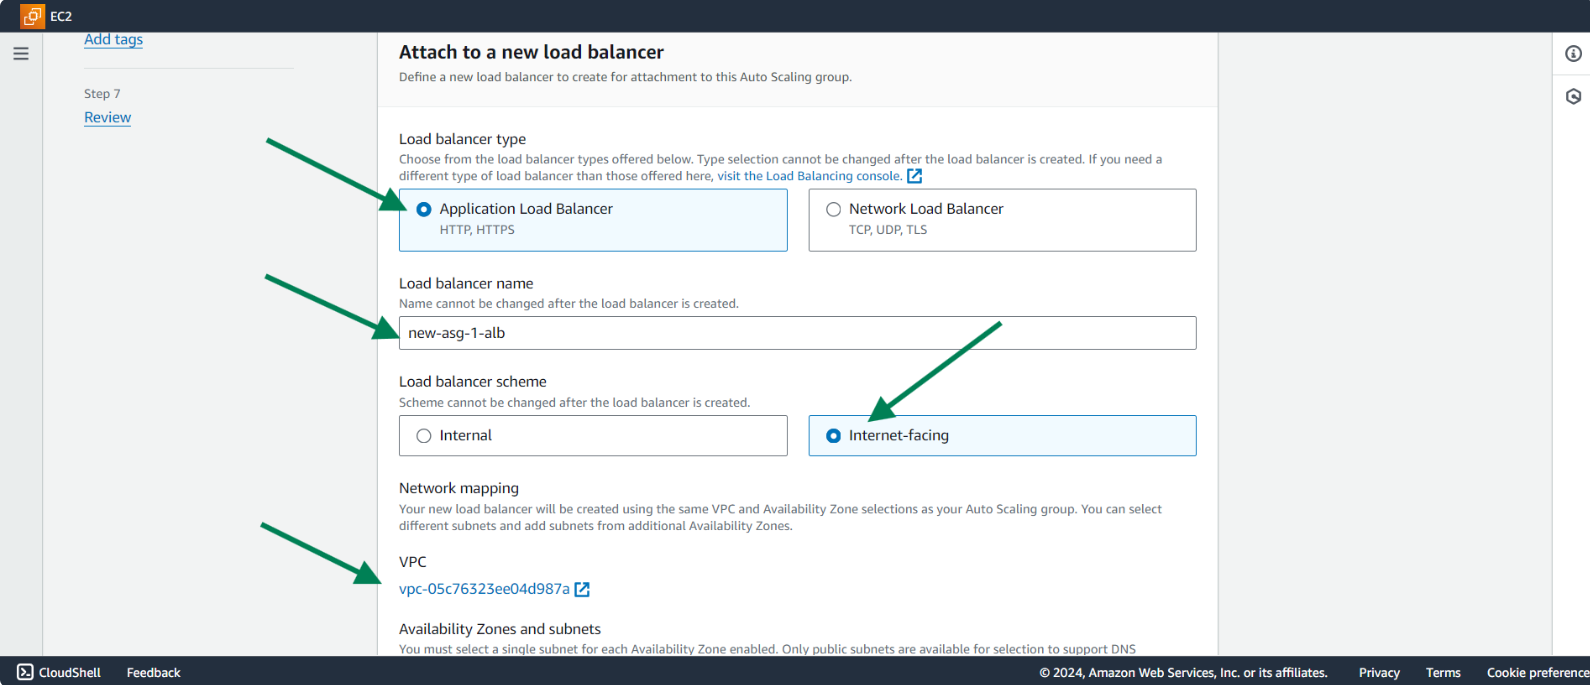 EC2
Add tags
Step 7
Review
Attach to a new load balancer
Define a new load balancer to create for attachment to this Auto Scaling group.
Load balancer type
Choose from the load balancer types offered below. Type selection cannot be changed after the load balancer is created. If you need a
different type of load balancer than those offered here, visit the Load Balancing console.
Application Load Balancer
HTTP, HTTPS
Network Load Balancer
TCP, UDP, TLS
Load balancer name
Name cannot be changed after the load balancer is created.
new-asg-1-alb
Load balancer scheme
Scheme cannot be changed after the load balancer is created.
Internal
Internet-facing
Network mapping
Your new load balancer will be created using the same VPC and Availability Zone selections as your Auto Scaling group. You can select
different subnets and add subnets from additional Availability Zones.
VPC
vpc-05c76323ee04d987a
Availability Zones and subnets
You must select a single subnet for each Availability Zone enabled. Only public subnets are available for selection to support DNS
CloudShell
Feedback
© 2024, Amazon Web Services, Inc. or its affiliates.
Privacy
Terms
Cookie preference